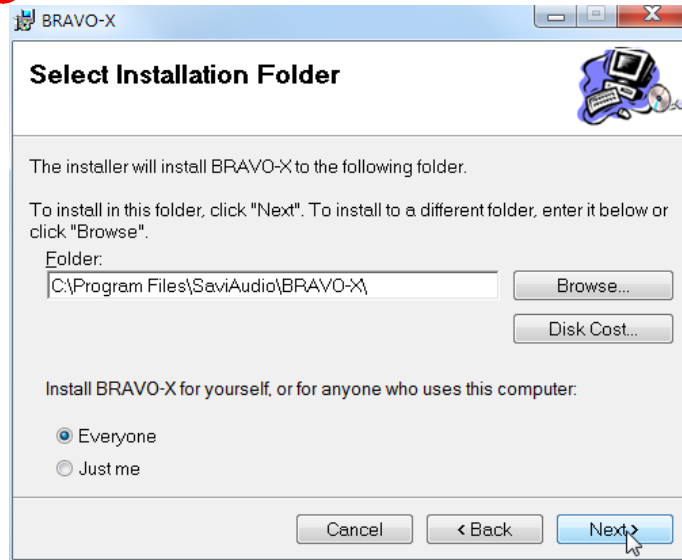 BRAVO-X
Select Installation Folder
The installer will install BRAVO-X to the following folder.
To install in this folder, click "Next". To install to a different folder, enter it below or
click "Browse".
Folder:
C:\Program Files\SaviAudio\BRAVO-X\
Browse...
Disk Cost...
Install BRAVO-X for yourself, or for anyone who uses this computer:
Everyone
Just me
Cancel
< Back
Next >